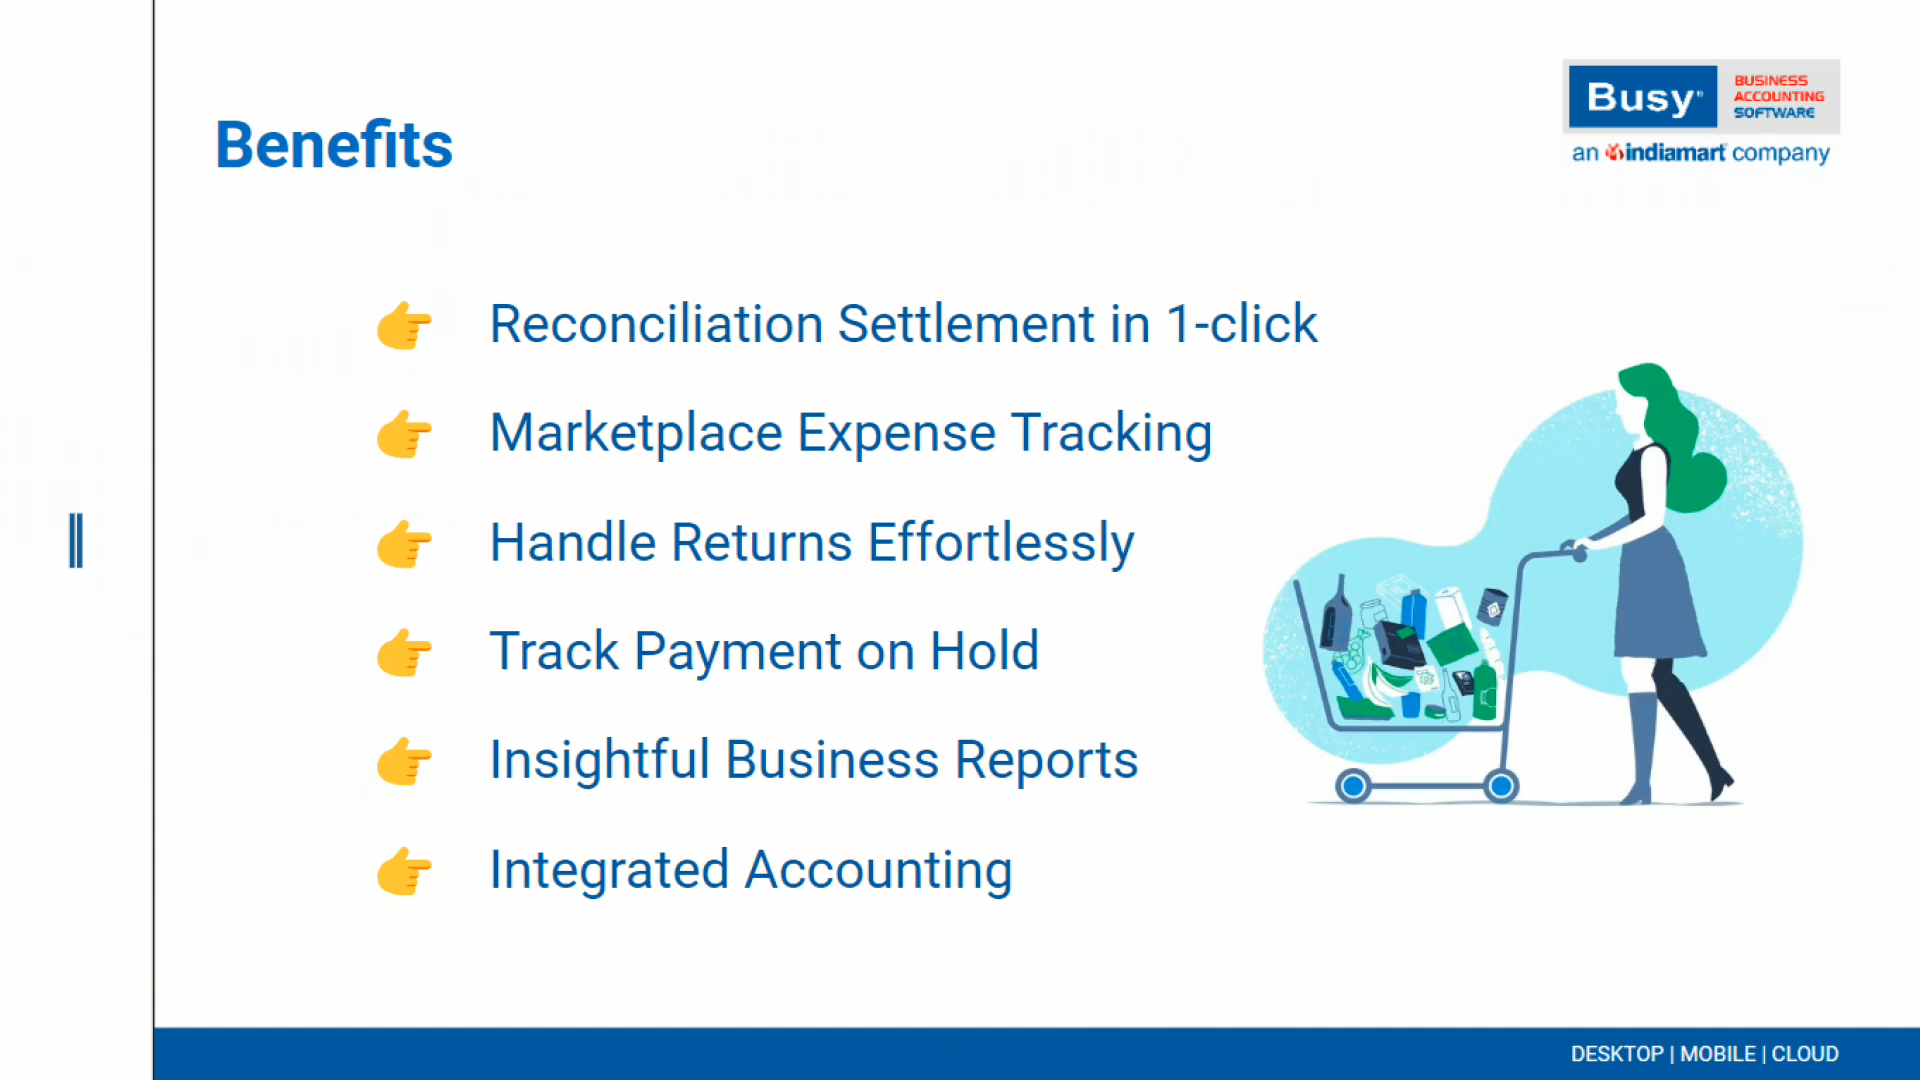 Benefits
Busy
BUSINESS
ACCOUNTING
SOFTWARE
an indiamart company
Reconciliation Settlement in 1-click
Marketplace Expense Tracking
Handle Returns Effortlessly
Track Payment on Hold
Insightful Business Reports
Integrated Accounting
DESKTOP | MOBILE | CLOUD